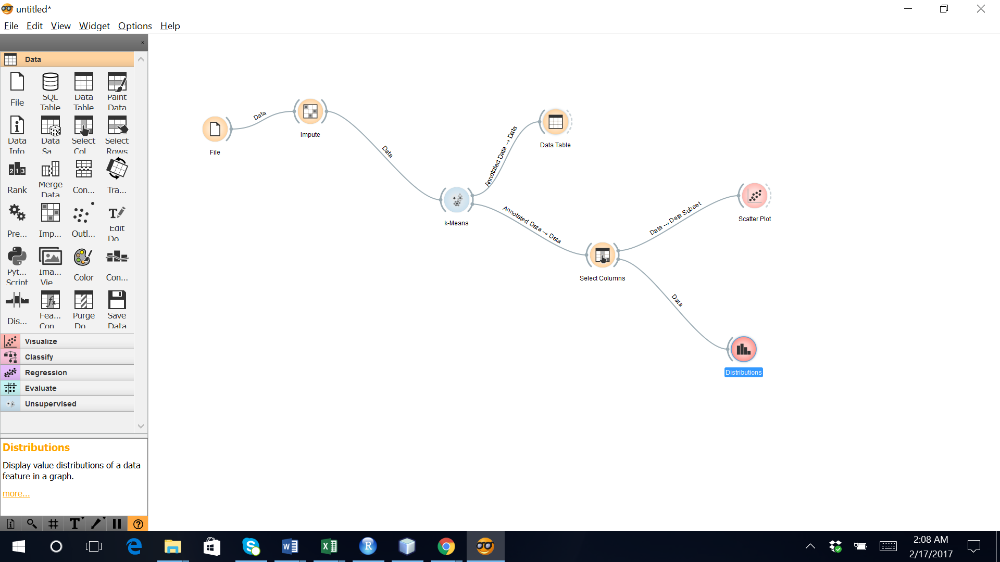 untitled*
File Edit View Widget Options Help
Data
File
SQL Table
Data Table
Paint Data
Data Info
Data Sa...
Select Col...
Select Rows
Rank
Merge Data
Con...
Tra...
Pre...
Imp...
Outl...
Edit Do...
Pyt... Script
Ima... Vie...
Color
Con...
Dis...
Fea... Con...
Purge Do...
Save Data
Visualize
Classify
Regression
Evaluate
Unsupervised
Distributions
Display value distributions of a data
feature in a graph.
more...
File
Data
Impute
Data
k-Means
Annotated Data → Data
Data Table
Annotated Data → Data
Select Columns
Data → Data Subset
Scatter Plot
Data
Distributions
2:08 AM
2/17/2017